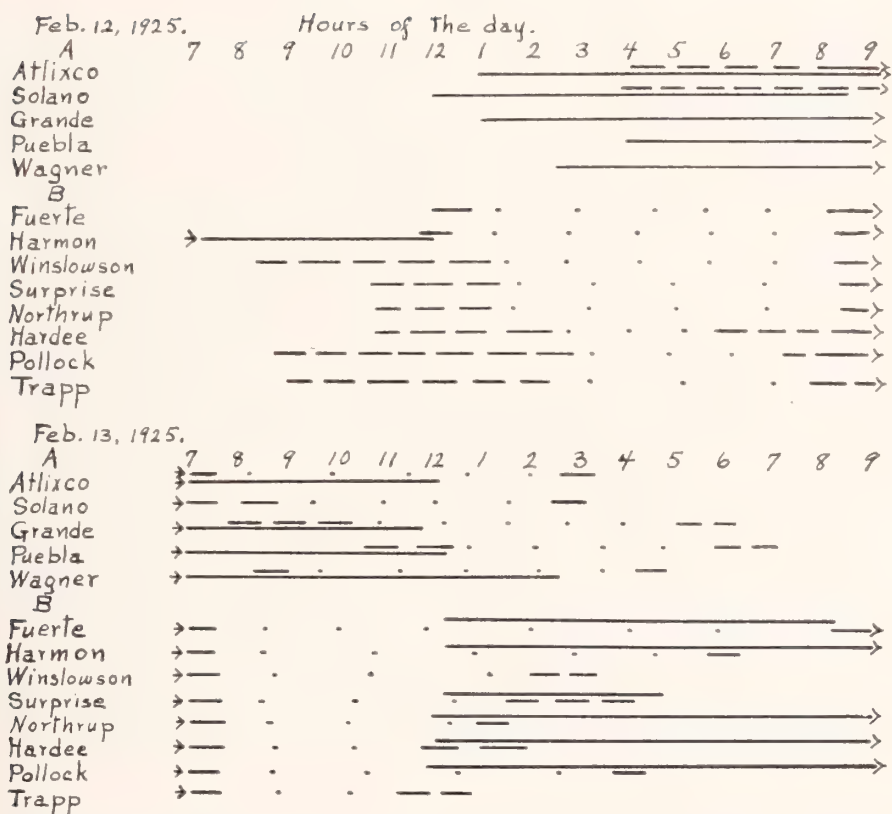 Feb. 12, 1925. Hours of The day.
A 7 8 9 10 11 12 1 2 3 4 5 6 7 8 9
Atlixco
Solano
Grande
Puebla
Wagner
B
Fuerte
Harmon
Winslowson
Surprise
Northrup
Hardee
Pollock
Trapp
Feb. 13, 1925.
A 7 8 9 10 11 12 1 2 3 4 5 6 7 8 9
Atlixco
Solano
Grande
Puebla
Wagner
B
Fuerte
Harmon
Winslowson
Surprise
Northrup
Hardee
Pollock
Trapp